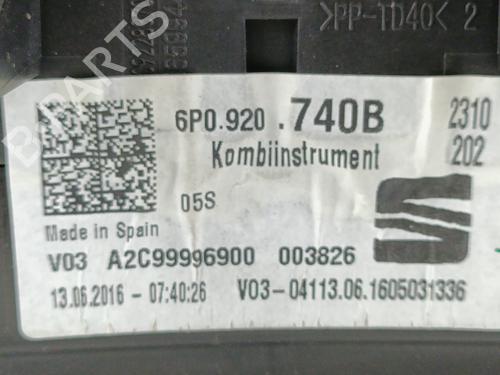 >PP-TD40< 2
6P0.920 .740B 2310
Kombiinstrument 202
05S
Made in Spain
V03 A2C99996900 003826
13.06.2016 - 07:40:26 V03-04113.06.1605031336
B-PARTS